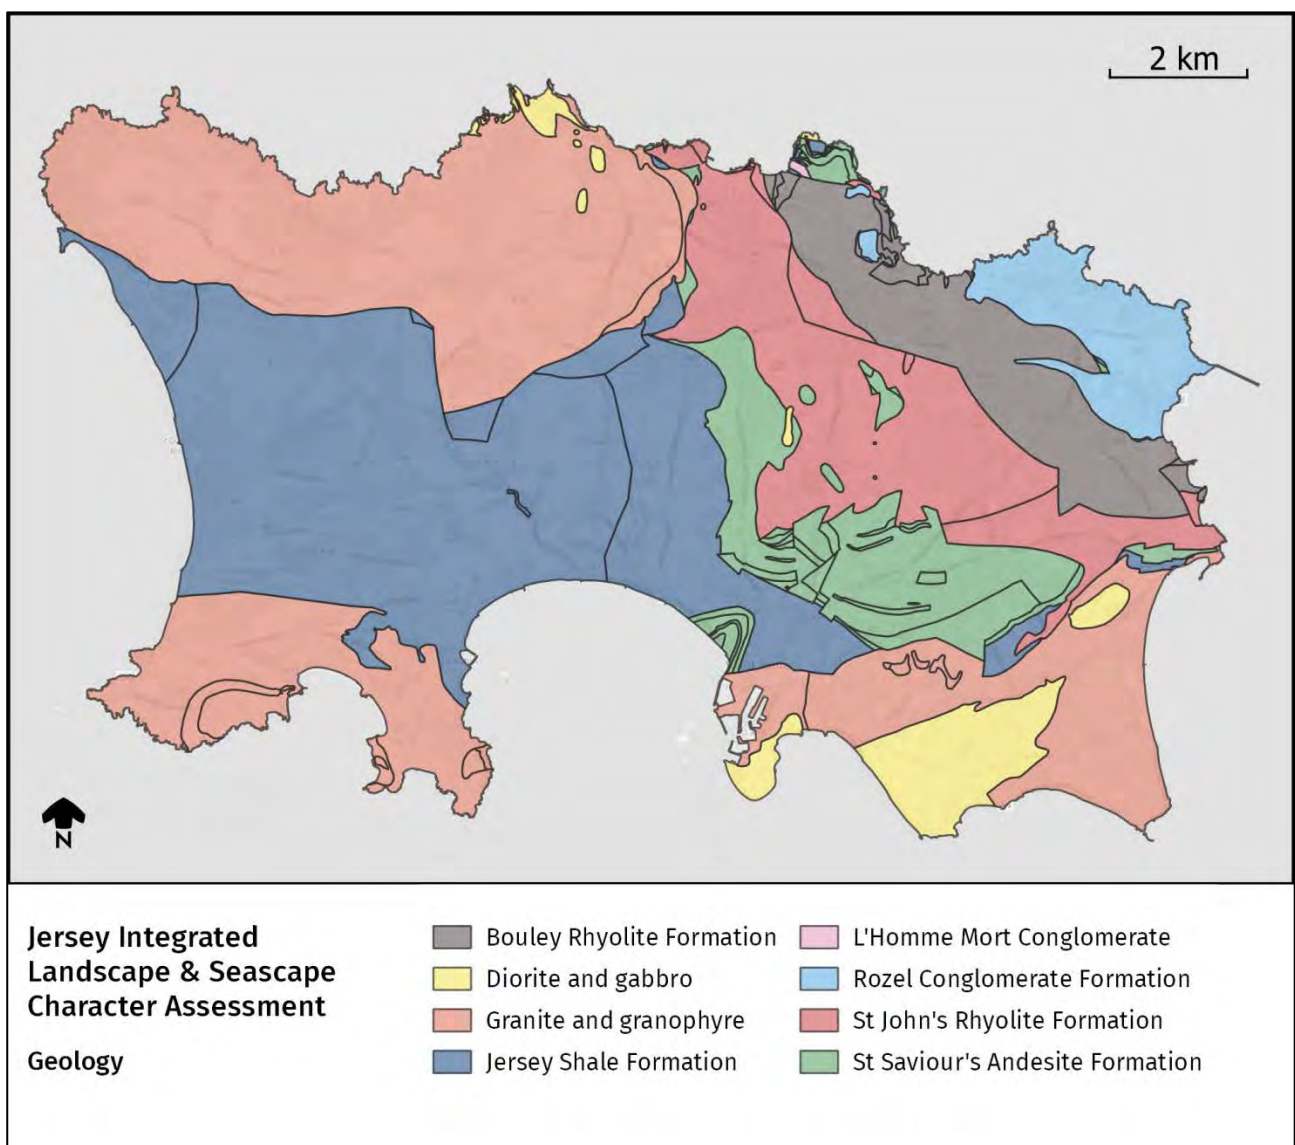 2 km
N
Jersey Integrated
Landscape & Seascape
Character Assessment
Geology
Bouley Rhyolite Formation
Diorite and gabbro
Granite and granophyre
Jersey Shale Formation
L'Homme Mort Conglomerate
Rozel Conglomerate Formation
St John's Rhyolite Formation
St Saviour's Andesite Formation